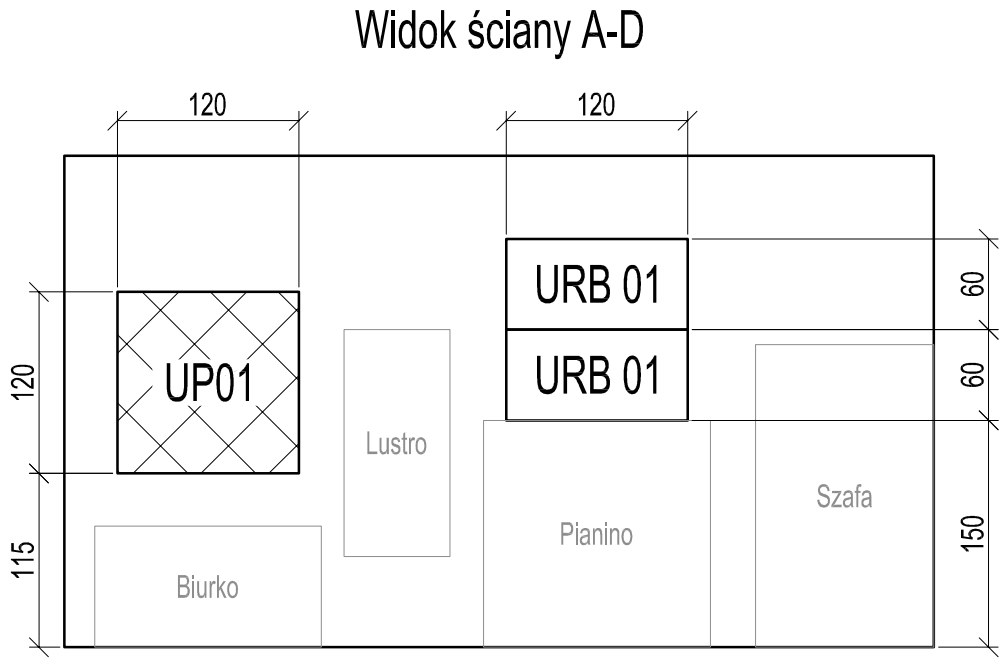 Widok ściany A-D
120
120
URB 01
60
UP01
120
URB 01
60
Lustro
Szafa
Pianino
150
115
Biurko